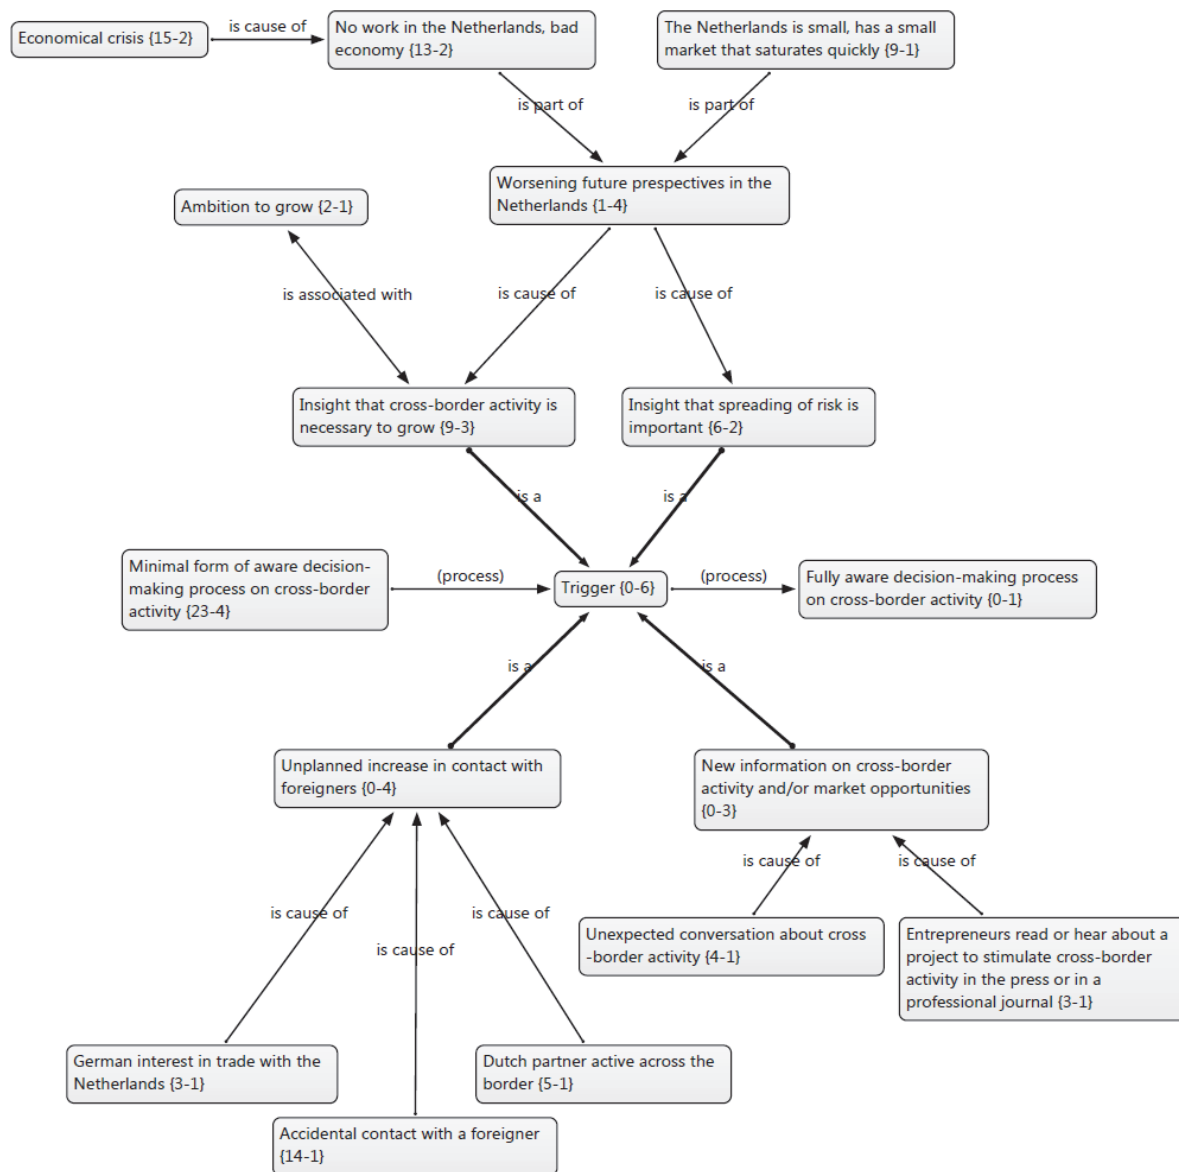 Economical crisis {15-2}
is cause of
No work in the Netherlands, bad
economy {13-2}
The Netherlands is small, has a small
market that saturates quickly {9-1}
is part of
is part of
Worsening future prespectives in the
Netherlands {1-4}
Ambition to grow {2-1}
is associated with
is cause of
is cause of
Insight that cross-border activity is
necessary to grow {9-3}
Insight that spreading of risk is
important {6-2}
is a
is a
Minimal form of aware decision-
making process on cross-border
activity {23-4}
(process)
Trigger {0-6}
(process)
Fully aware decision-making process
on cross-border activity {0-1}
is a
is a
Unplanned increase in contact with
foreigners {0-4}
New information on cross-border
activity and/or market opportunities
{0-3}
is cause of
is cause of
is cause of
is cause of
is cause of
Unexpected conversation about cross
-border activity {4-1}
Entrepreneurs read or hear about a
project to stimulate cross-border
activity in the press or in a
professional journal {3-1}
German interest in trade with the
Netherlands {3-1}
Dutch partner active across the
border {5-1}
Accidental contact with a foreigner
{14-1}